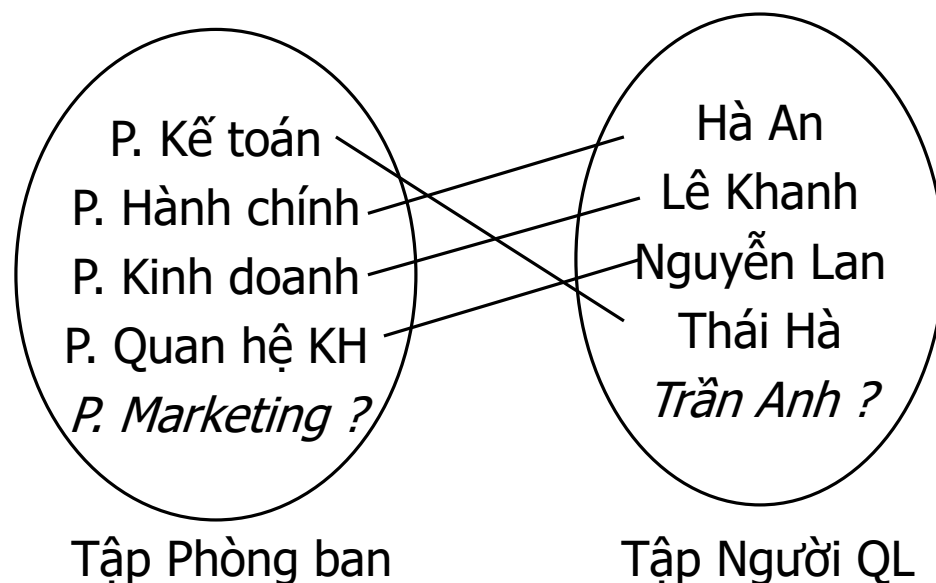 P. Kế toán
P. Hành chính
P. Kinh doanh
P. Quan hệ KH
P. Marketing ?
Tập Phòng ban
Hà An
Lê Khanh
Nguyễn Lan
Thái Hà
Trần Anh ?
Tập Người QL